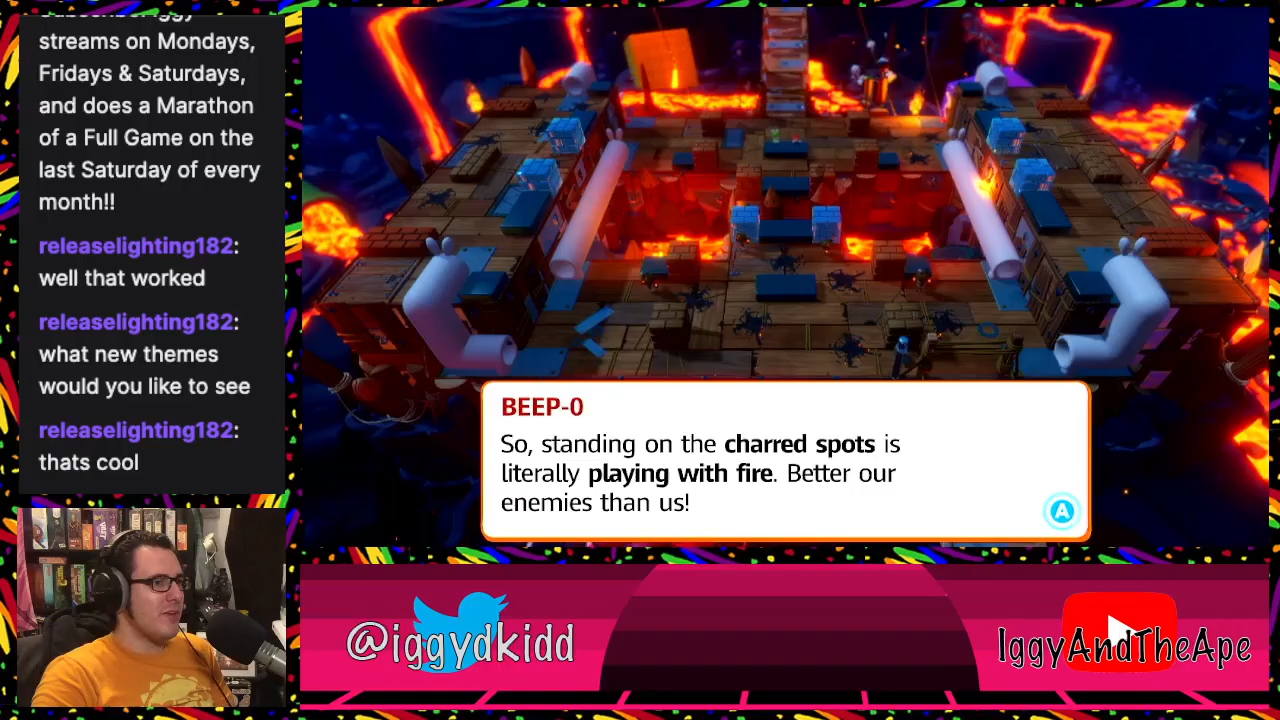 streams on Mondays,
Fridays & Saturdays,
and does a Marathon
of a Full Game on the
last Saturday of every
month!!
releaselighting182:
well that worked
releaselighting182:
what new themes
would you like to see
releaselighting182:
thats cool
BEEP-0
So, standing on the charred spots is
literally playing with fire. Better our
enemies than us!
A
@iggydkidd
IggyAndTheApe